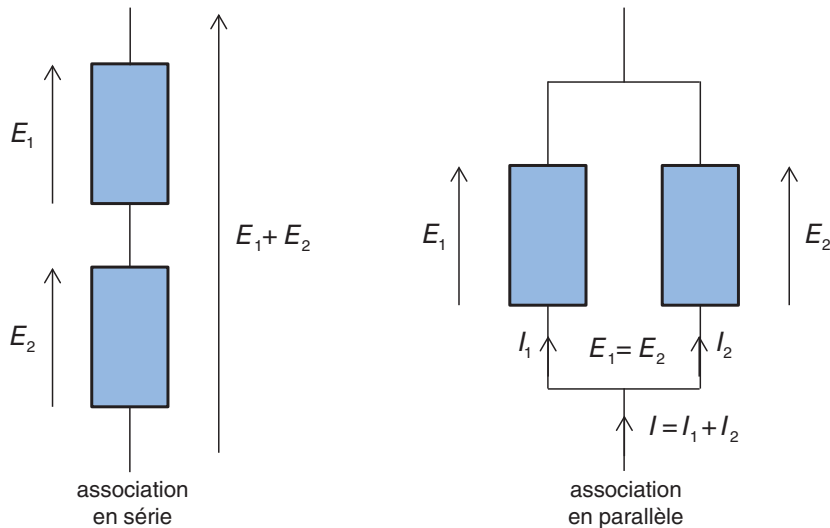 E1
E2
E1+ E2
association
en série
E1
E2
I1
E1= E2
I2
I = I1 + I2
association
en parallèle